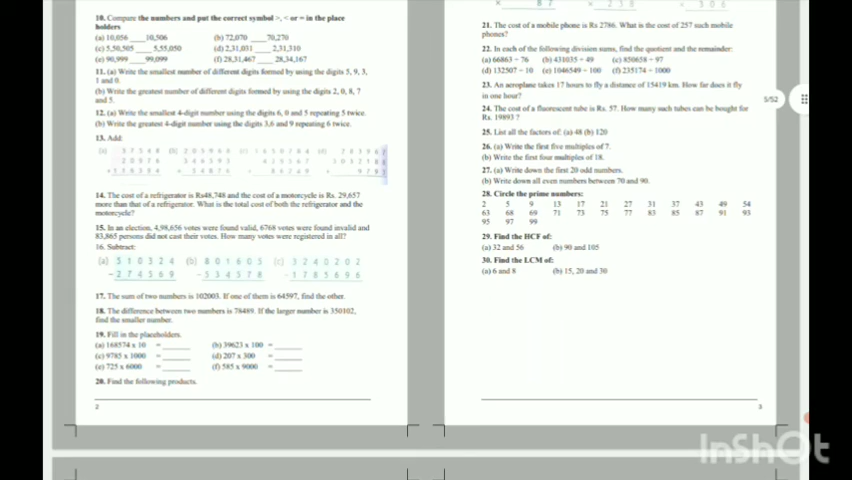 10. Compare the numbers and put the correct symbol >, < or = in the place
holders
(a) 10,056 ____10,506 (b) 72,070 ____70,270
(c) 5,50,505 ____ 5,55,050 (d) 2,31,031 ____ 2,31,310
(e) 90,999 ____99,099 (f) 28,31,467 ____ 28,34,167
11. (a) Write the smallest number of different digits formed by using the digits 5, 9, 3,
1 and 0.
(b) Write the greatest number of different digits formed by using the digits 2, 0, 8, 7
and 5.
12. (a) Write the smallest 4-digit number using the digits 6, 0 and 5 repeating 5 twice.
(b) Write the greatest 4-digit number using the digits 3,6 and 9 repeating 6 twice.
13. Add:
(a) (b) (c) (d)
14. The cost of a refrigerator is Rs48,748 and the cost of a motorcycle is Rs. 29,657
more than that of a refrigerator. What is the total cost of both the refrigerator and the
motorcycle?
15. In an election, 4,98,656 votes were found valid, 6768 votes were found invalid and
83,865 persons did not cast their votes. How many votes were registered in all?
16. Subtract:
(a) 5 1 0 3 2 4 (b) 8 0 1 6 0 5 (c) 3 2 4 0 2 0 2
- 2 7 4 5 6 9 - 5 3 4 5 7 8 - 1 7 8 5 6 9 6
17. The sum of two numbers is 102003. If one of them is 64597, find the other.
18. The difference between two numbers is 78489. If the larger number is 350102,
find the smaller number.
19. Fill in the placeholders.
(a) 168574 x 10 = _____ (b) 39623 x 100 = _____
(c) 9785 x 1000 = _____ (d) 207 x 300 = _____
(e) 725 x 6000 = _____ (f) 585 x 9000 = _____
20. Find the following products.
2
× 8 7 × 2 3 8 × 3 0 6
21. The cost of a mobile phone is Rs 2786. What is the cost of 257 such mobile
phones?
22. In each of the following division sums, find the quotient and the remainder:
(a) 66863 ÷ 76 (b) 431035 ÷ 49 (c) 850658 ÷ 97
(d) 132507 ÷ 10 (e) 1046549 ÷ 100 (f) 235174 ÷ 1000
23. An aeroplane takes 17 hours to fly a distance of 15419 km. How far does it fly
in one hour?
24. The cost of a fluorescent tube is Rs. 57. How many such tubes can be bought for
Rs. 19893 ?
25. List all the factors of: (a) 48 (b) 120
26. (a) Write the first five multiples of 7.
(b) Write the first four multiples of 18.
27. (a) Write down the first 20 odd numbers.
(b) Write down all even numbers between 70 and 90.
28. Circle the prime numbers:
2 5 9 13 17 21 27 31 37 43 49 54
63 68 69 71 73 75 77 83 85 87 91 93
95 97 99
29. Find the HCF of:
(a) 32 and 56 (b) 90 and 105
30. Find the LCM of:
(a) 6 and 8 (b) 15, 20 and 30
3
5/52
InShOt